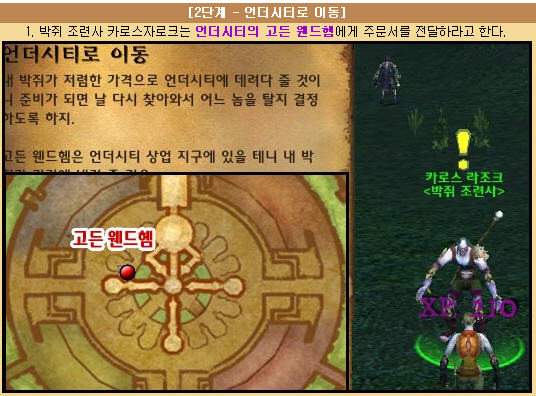 [2단계 - 언더시티로 이동]
1. 박쥐 조련사 카로스자로크는 언더시티의 고든 웬드헴에게 주문서를 전달하라고 한다.
언더시티로 이동
내 박쥐가 저렴한 가격으로 언더시티에 데려다 줄 것이
니 준비가 되면 날 다시 찾아와서 어느 놈을 탈지 결정
하도록 하지.
고든 웬드헴은 언더시티 상업 지구에 있을 테니 내 박
고든 웬드헴
카로스 라조크
<박쥐 조련사>
XP 210